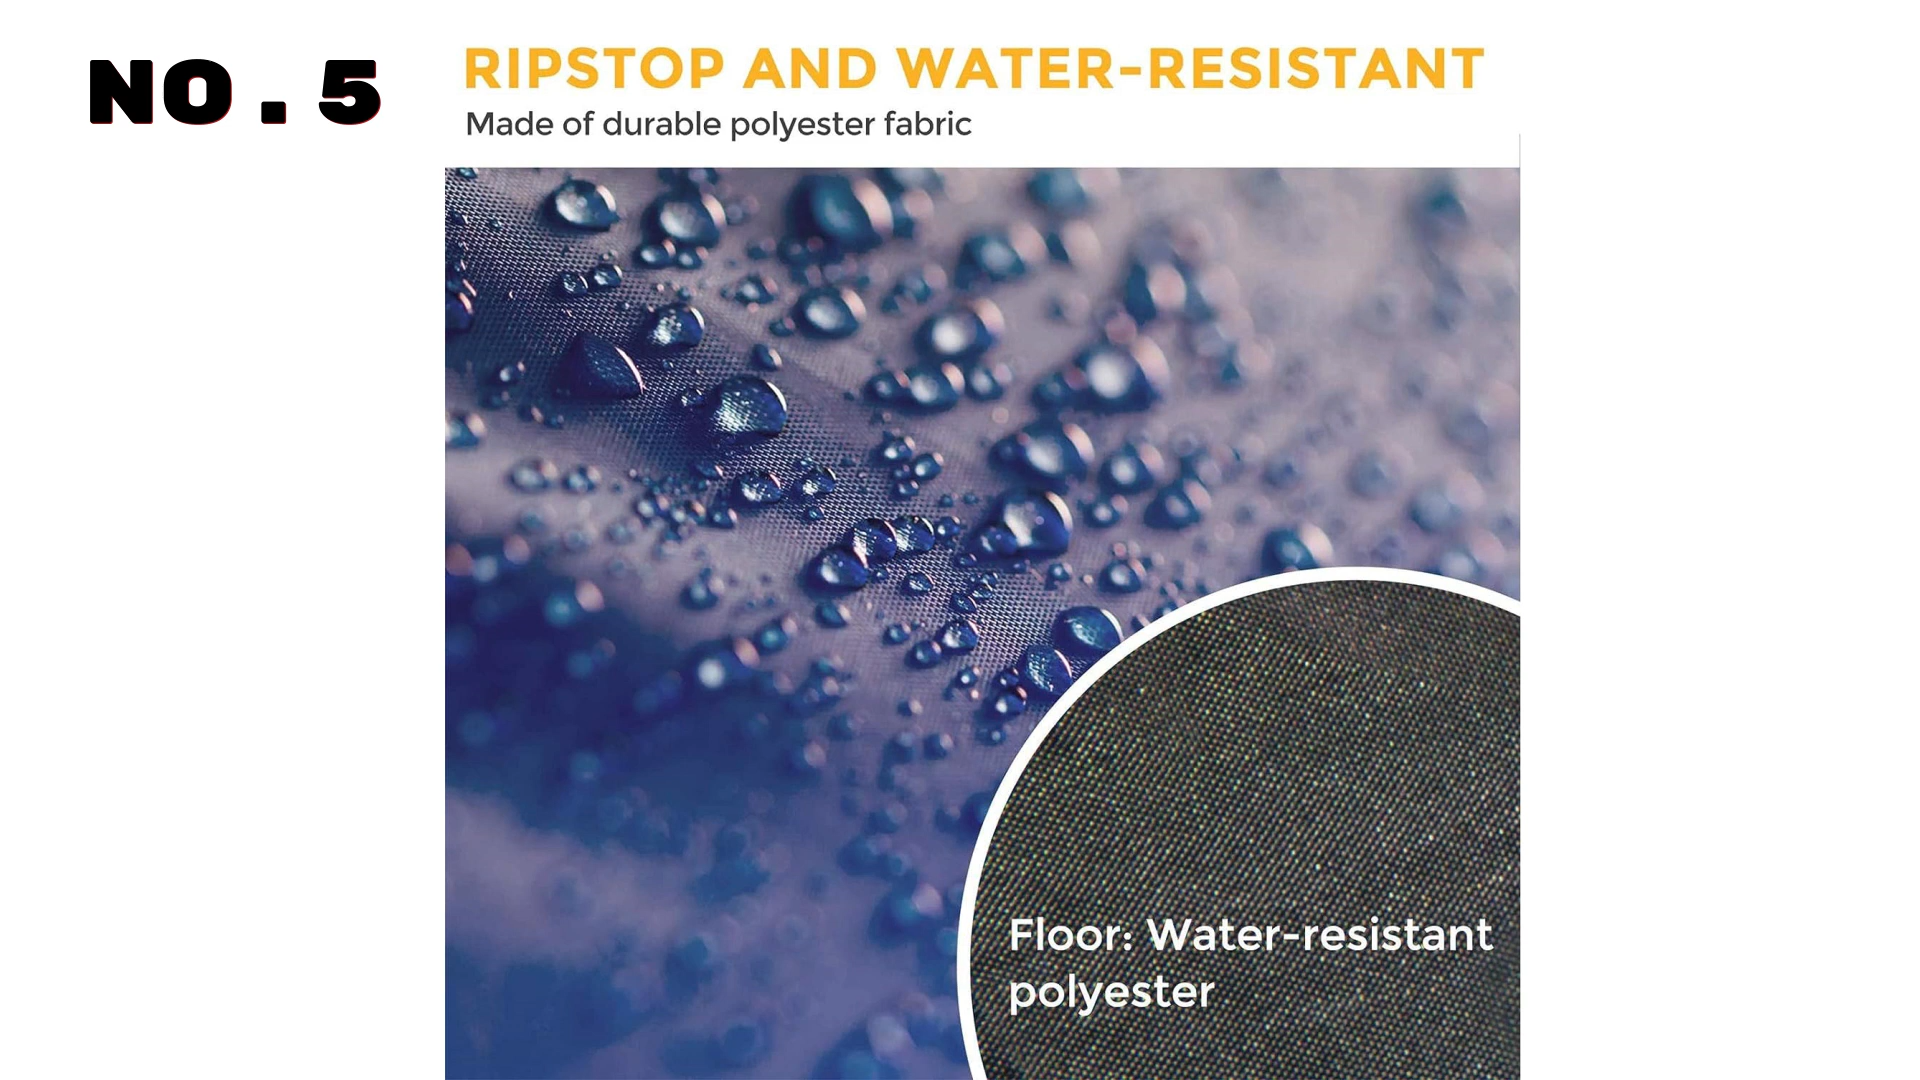 NO.5
RIPSTOP AND WATER-RESISTANT
Made of durable polyester fabric
Floor: Water-resistant
polyester